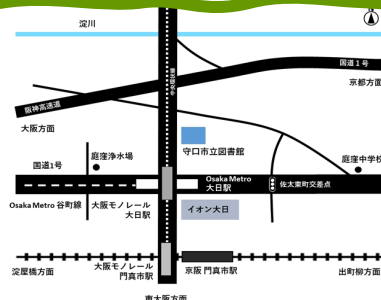 淀川
国道1号
京都方面
中央環状線
阪神高速道
大阪方面
守口市立図書館
国道1号
庭窪浄水場
庭窪中学校
Osaka Metro
大日駅
佐太東町交差点
Osaka Metro 谷町線
大阪モノレール
大日駅
イオン大日
淀屋橋方面
大阪モノレール
門真市駅
京阪 門真市駅
出町柳方面
東大阪方面